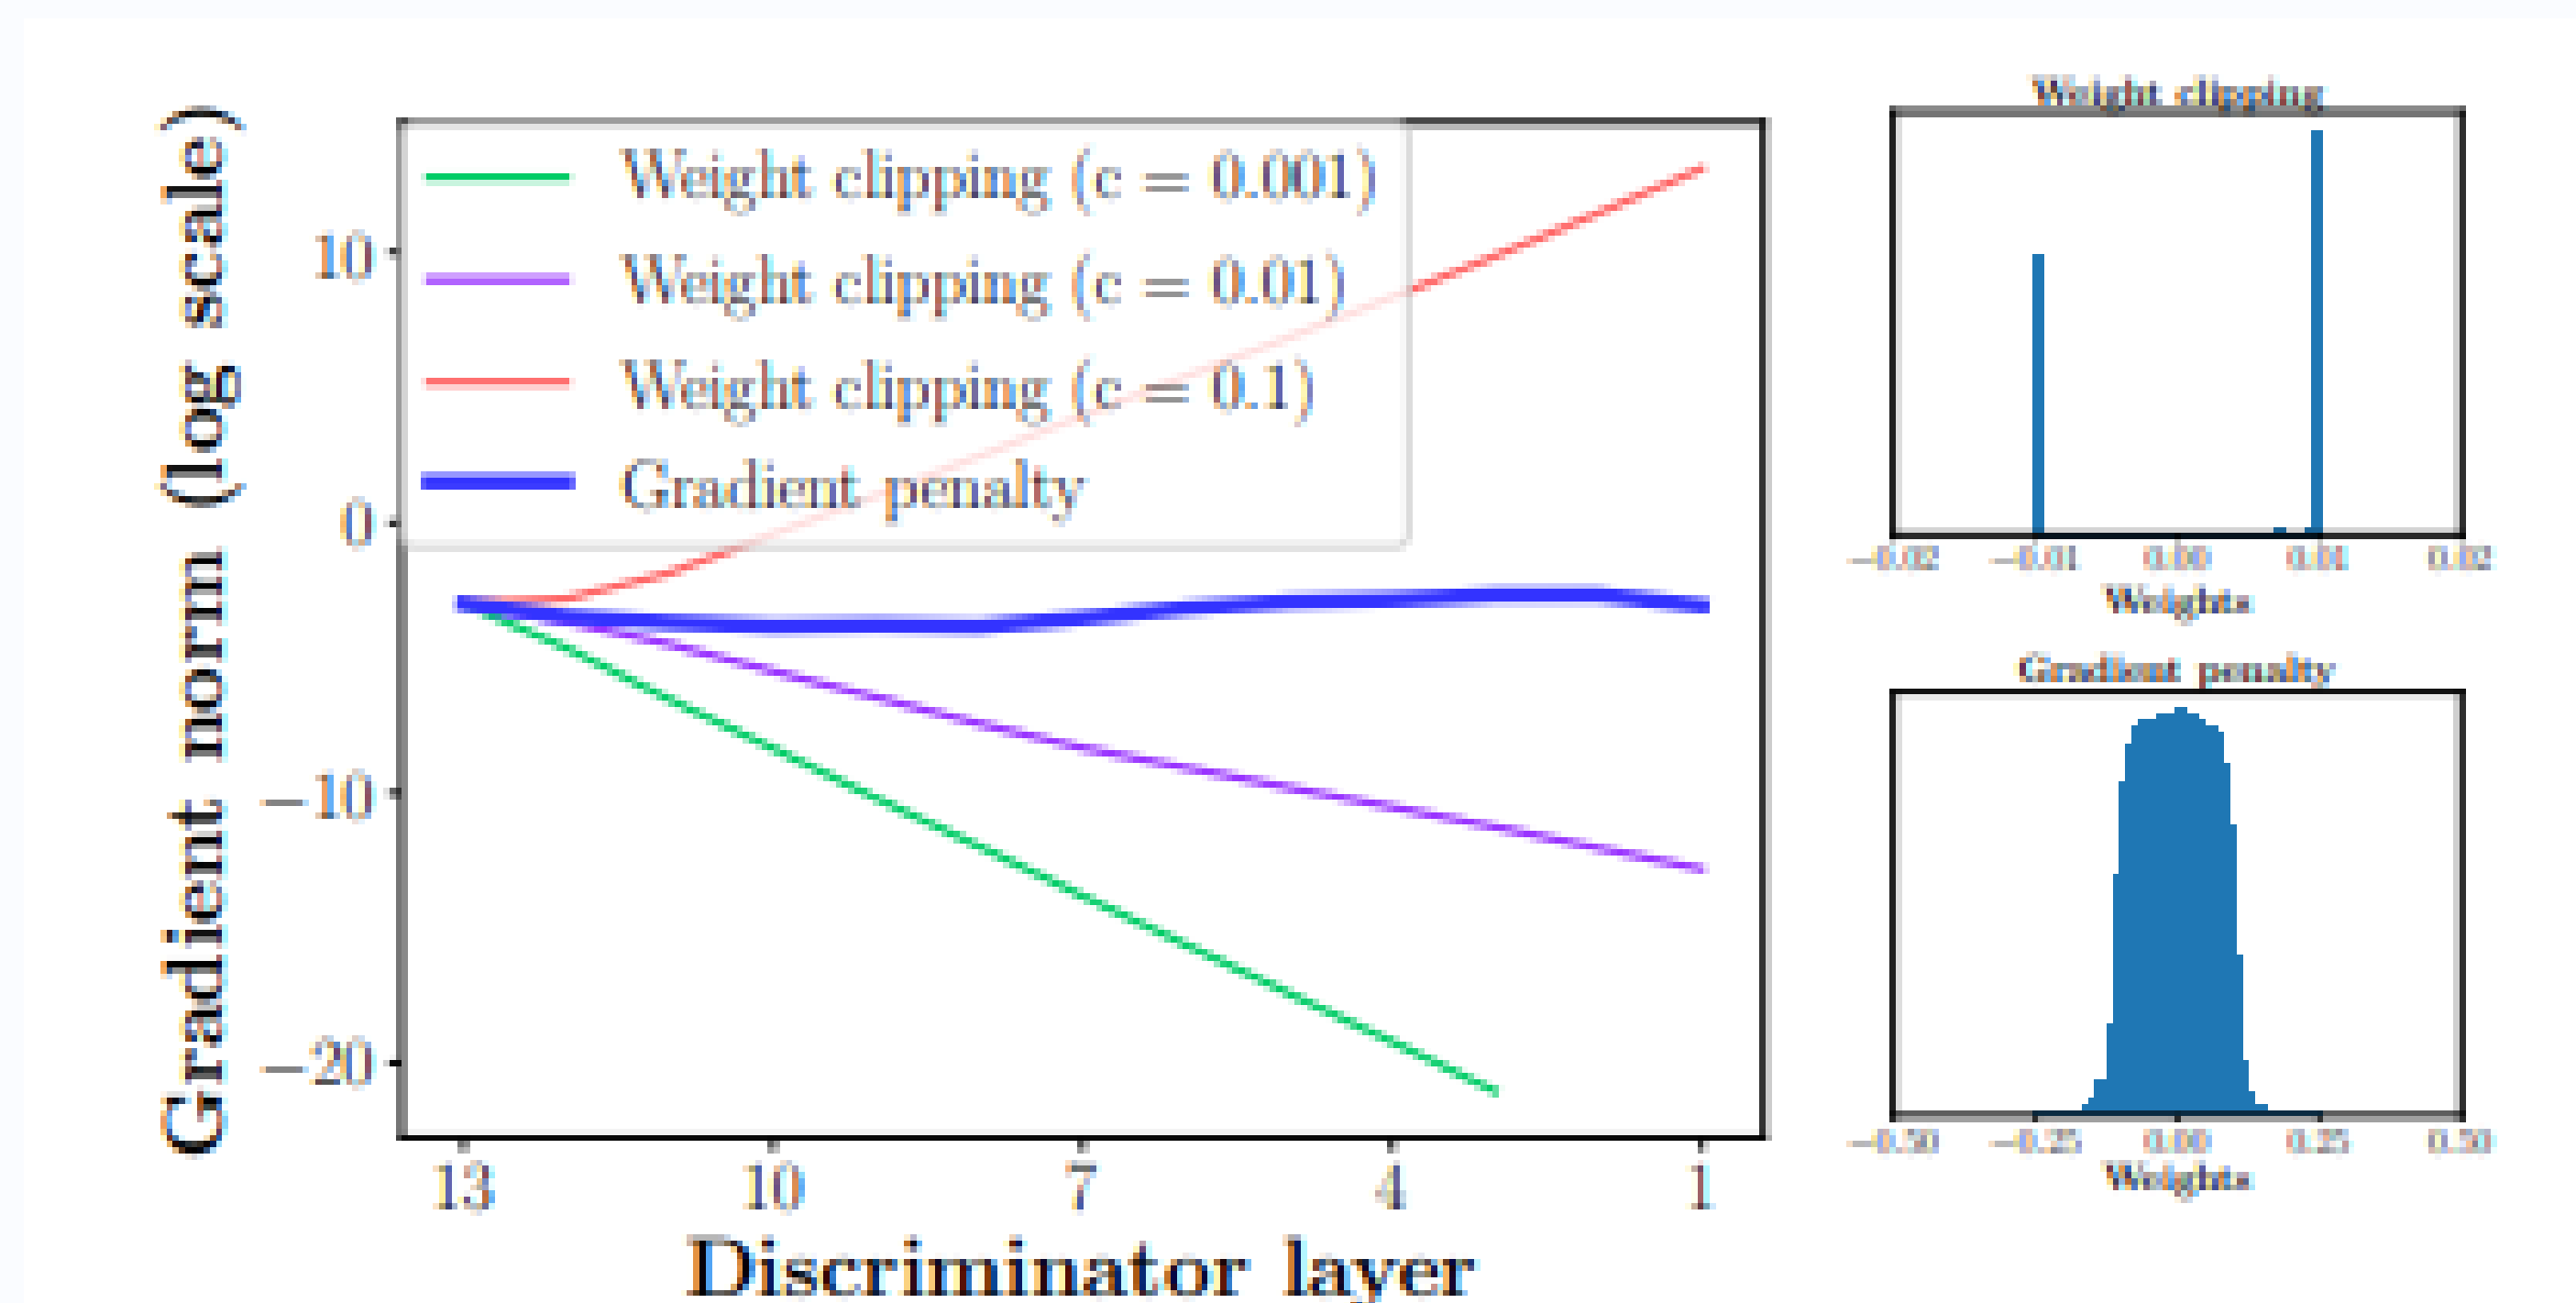 Gradient norm (log scale)
10
0
−10
−20
Weight clipping (c = 0.001)
Weight clipping (c = 0.01)
Weight clipping (c = 0.1)
Gradient penalty
13 10 7 4 1
Discriminator layer
Weight clipping
−0.02 −0.01 0.00 0.01 0.02
Weights
Gradient penalty
−0.50 −0.25 0.00 0.25 0.50
Weights